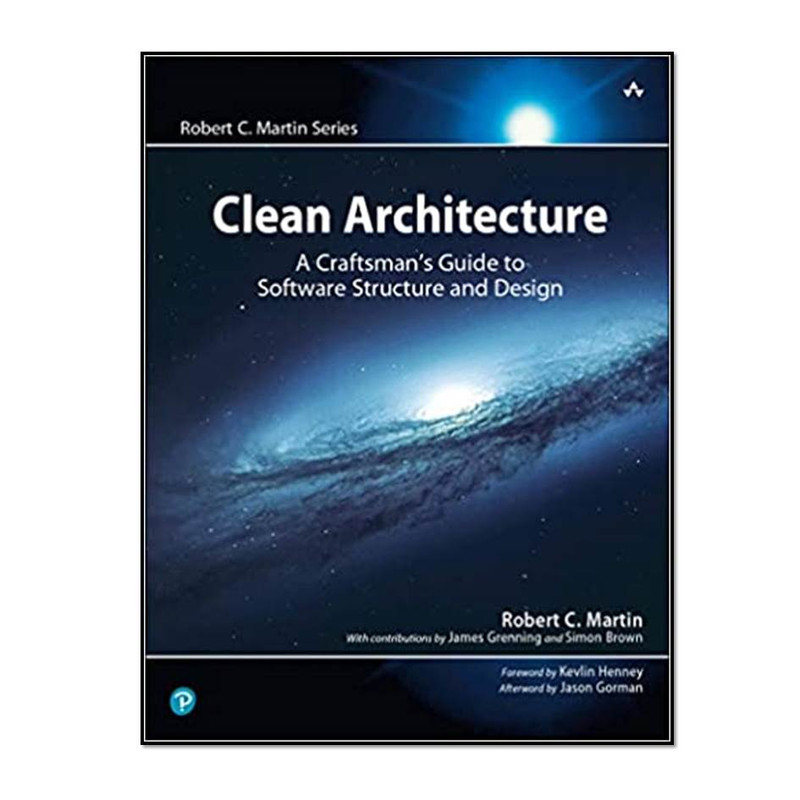 Robert C. Martin Series
Clean Architecture
A Craftsman's Guide to
Software Structure and Design
Robert C. Martin
With contributions by James Grenning and Simon Brown
Foreword by Kevlin Henney
Afterword by Jason Gorman
P